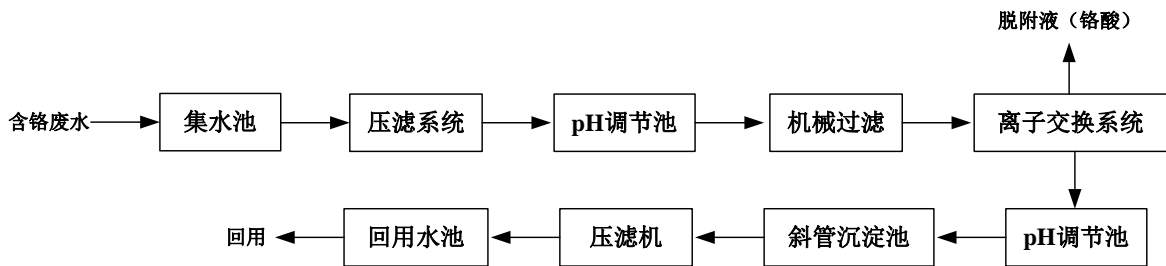 脱附液（铬酸）
含铬废水
集水池
压滤系统
pH调节池
机械过滤
离子交换系统
pH调节池
斜管沉淀池
压滤机
回用水池
回用